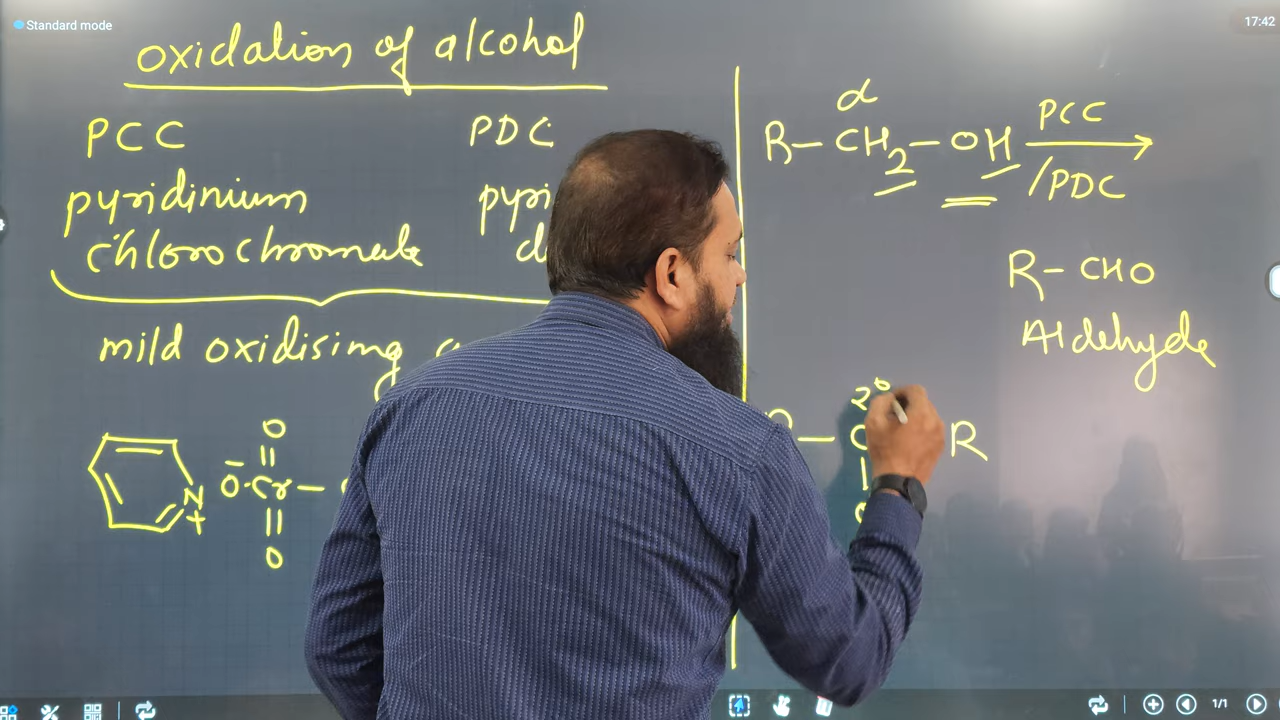 Standard mode
17:42
oxidation of alcohol
PCC
PDC
pyridinium
chlorochromate
mild oxidising
O
||
N
+
O⁻-Cr-
||
O
α
R-CH2-OH
PCC
/PDC
R-CHO
Aldehyde
2°
R
1/1